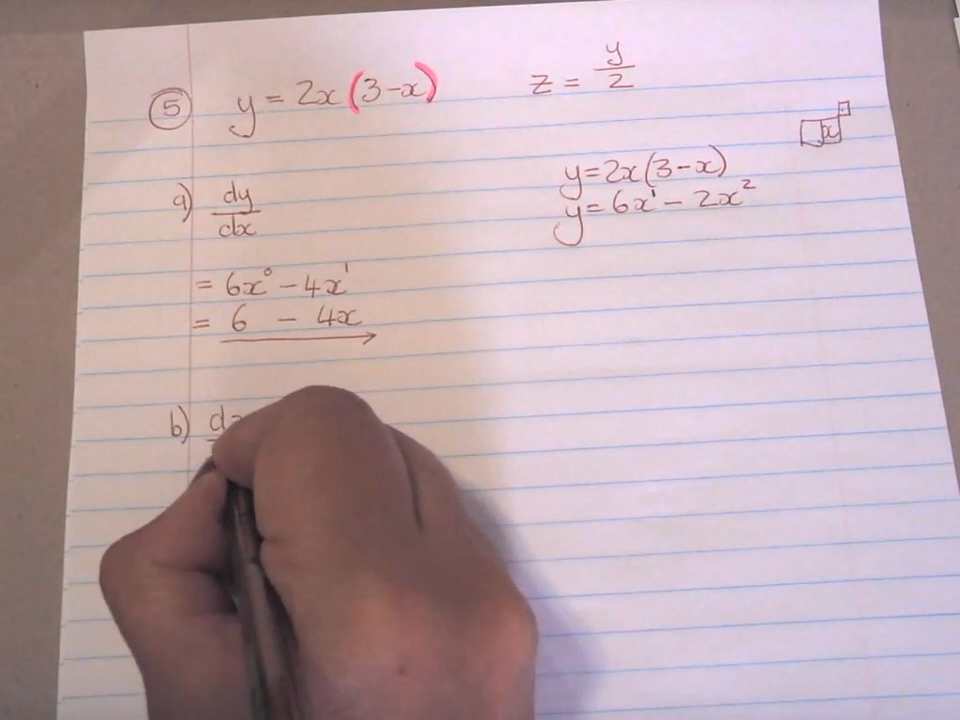 5 y = 2x(3-x) z = y/2
y = 2x(3-x)
y = 6x¹ - 2x²
a) dy/dx
= 6x⁰ - 4x¹
= 6 - 4x
b)
x